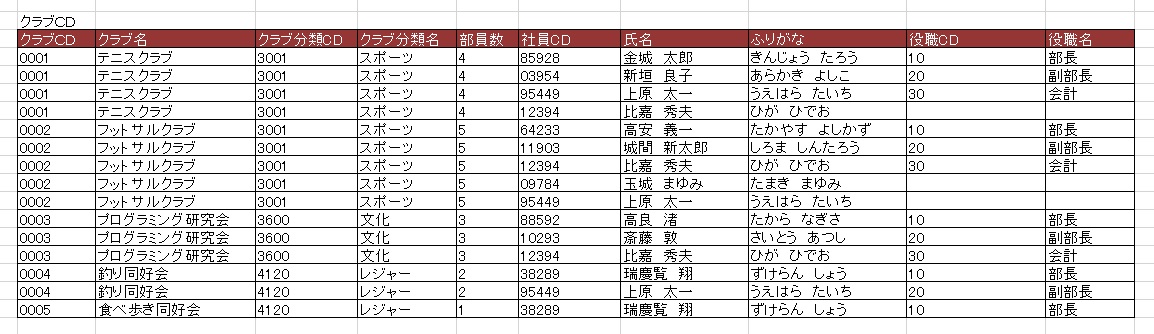 クラブCD
クラブCD クラブ名 クラブ分類CD クラブ分類名 部員数 社員CD 氏名 ふりがな 役職CD 役職名
0001 テニスクラブ 3001 スポーツ 4 85928 金城 太郎 きんじょう たろう 10 部長
0001 テニスクラブ 3001 スポーツ 4 03954 新垣 良子 あらかき よしこ 20 副部長
0001 テニスクラブ 3001 スポーツ 4 95449 上原 太一 うえはら たいち 30 会計
0001 テニスクラブ 3001 スポーツ 4 12394 比嘉 秀夫 ひが ひでお
0002 フットサルクラブ 3001 スポーツ 5 64233 高安 義一 たかやす よしかず 10 部長
0002 フットサルクラブ 3001 スポーツ 5 11903 城間 新太郎 しろま しんたろう 20 副部長
0002 フットサルクラブ 3001 スポーツ 5 12394 比嘉 秀夫 ひが ひでお 30 会計
0002 フットサルクラブ 3001 スポーツ 5 09784 玉城 まゆみ たまき まゆみ
0002 フットサルクラブ 3001 スポーツ 5 95449 上原 太一 うえはら たいち
0003 プログラミング研究会 3600 文化 3 88592 高良 渚 たから なぎさ 10 部長
0003 プログラミング研究会 3600 文化 3 10293 斎藤 敦 さいとう あつし 20 副部長
0003 プログラミング研究会 3600 文化 3 12394 比嘉 秀夫 ひが ひでお 30 会計
0004 釣り同好会 4120 レジャー 2 38289 瑞慶覧 翔 ずけらん しょう 10 部長
0004 釣り同好会 4120 レジャー 2 95449 上原 太一 うえはら たいち 20 副部長
0005 食べ歩き同好会 4120 レジャー 1 38289 瑞慶覧 翔 ずけらん しょう 10 部長